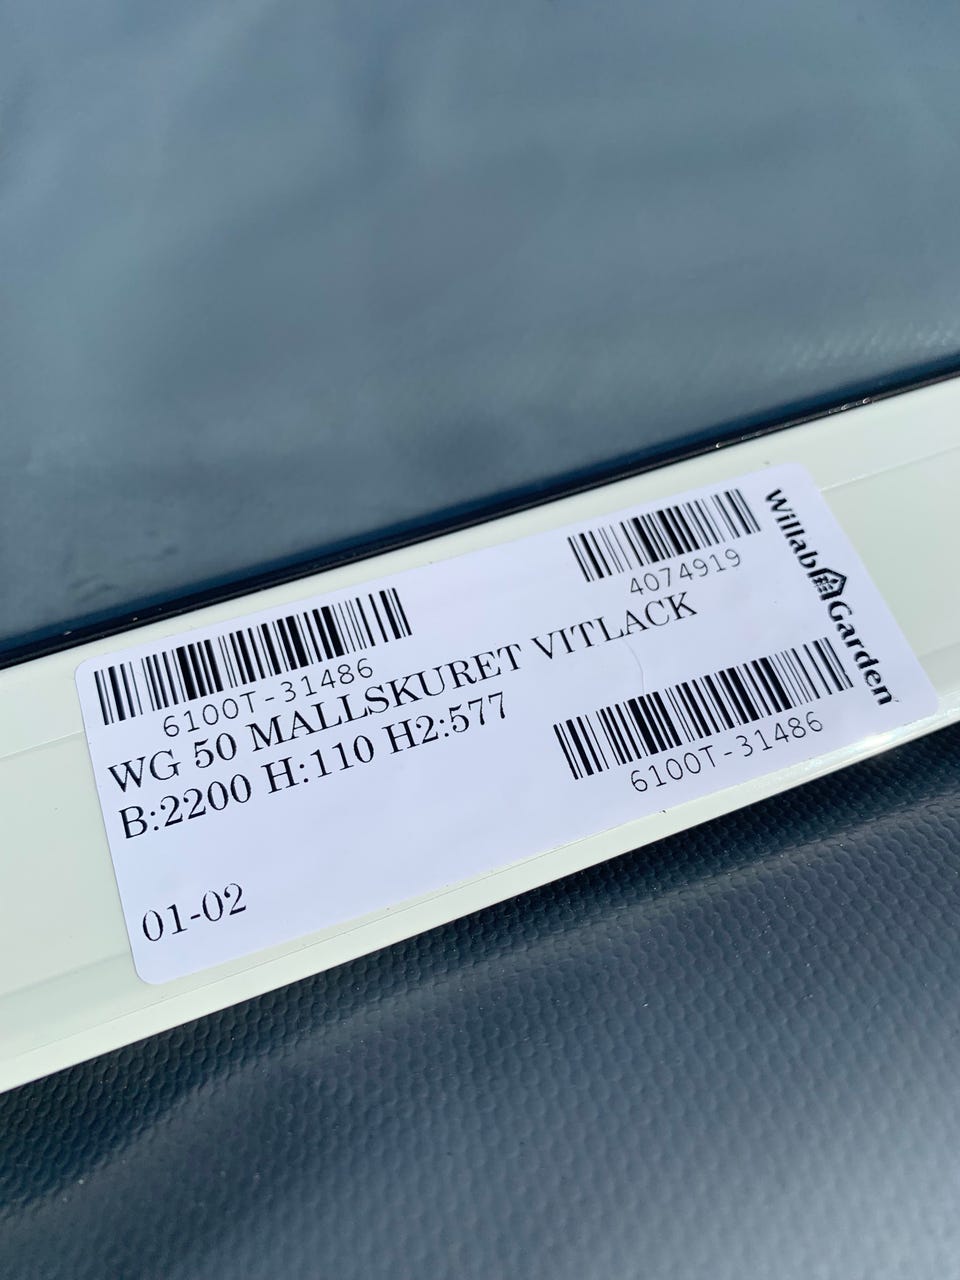 6100T-31486
4074919
WG 50 MALLSKURET VITLACK
B:2200 H:110 H2:577
6100T-31486
01-02
Willab Garden